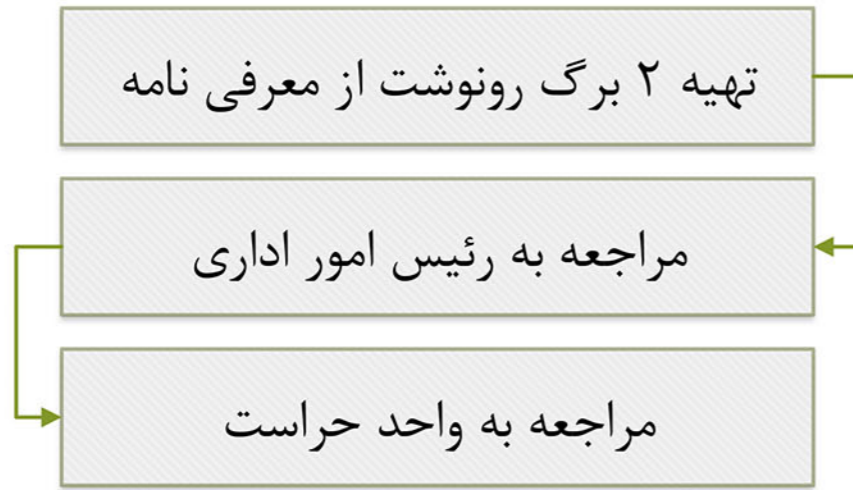 تهیه ۲ برگ رونوشت از معرفی نامه
مراجعه به رئیس امور اداری
مراجعه به واحد حراست